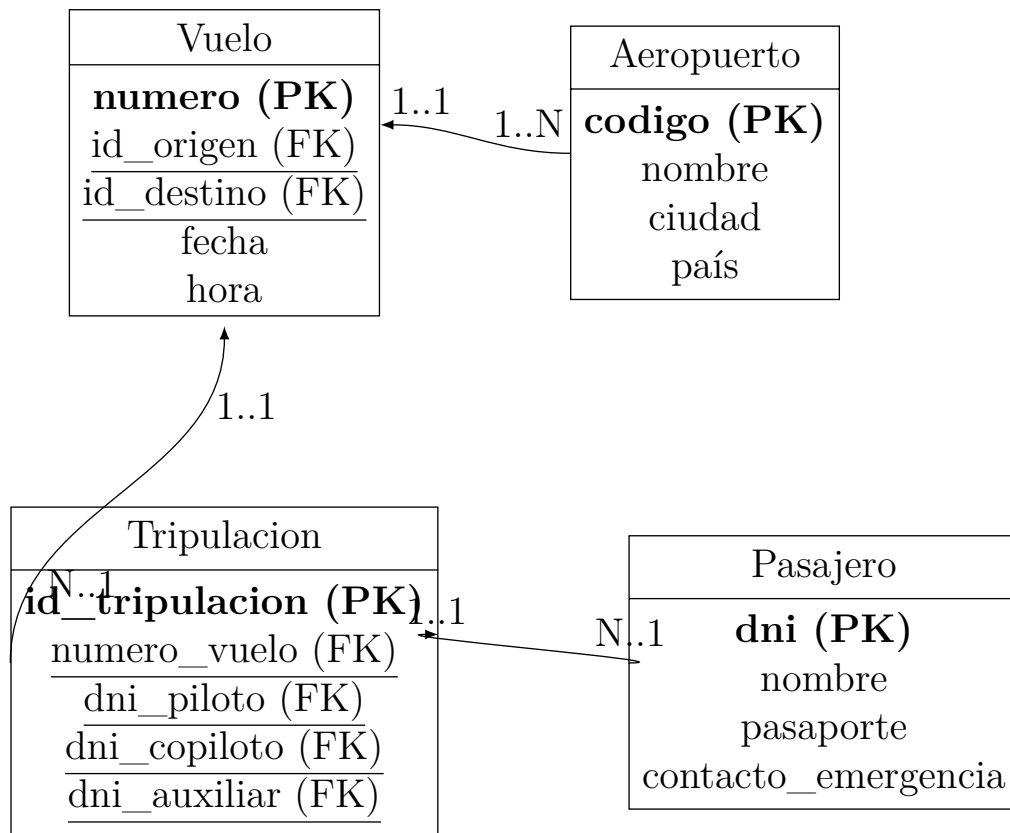 Vuelo
numero (PK)
id_origen (FK)
id_destino (FK)
fecha
hora
Aeropuerto
codigo (PK)
nombre
ciudad
país
1..1
1..N
1..1
N..1
Tripulacion
id_tripulacion (PK)
numero_vuelo (FK)
dni_piloto (FK)
dni_copiloto (FK)
dni_auxiliar (FK)
1..1
N..1
Pasajero
dni (PK)
nombre
pasaporte
contacto_emergencia